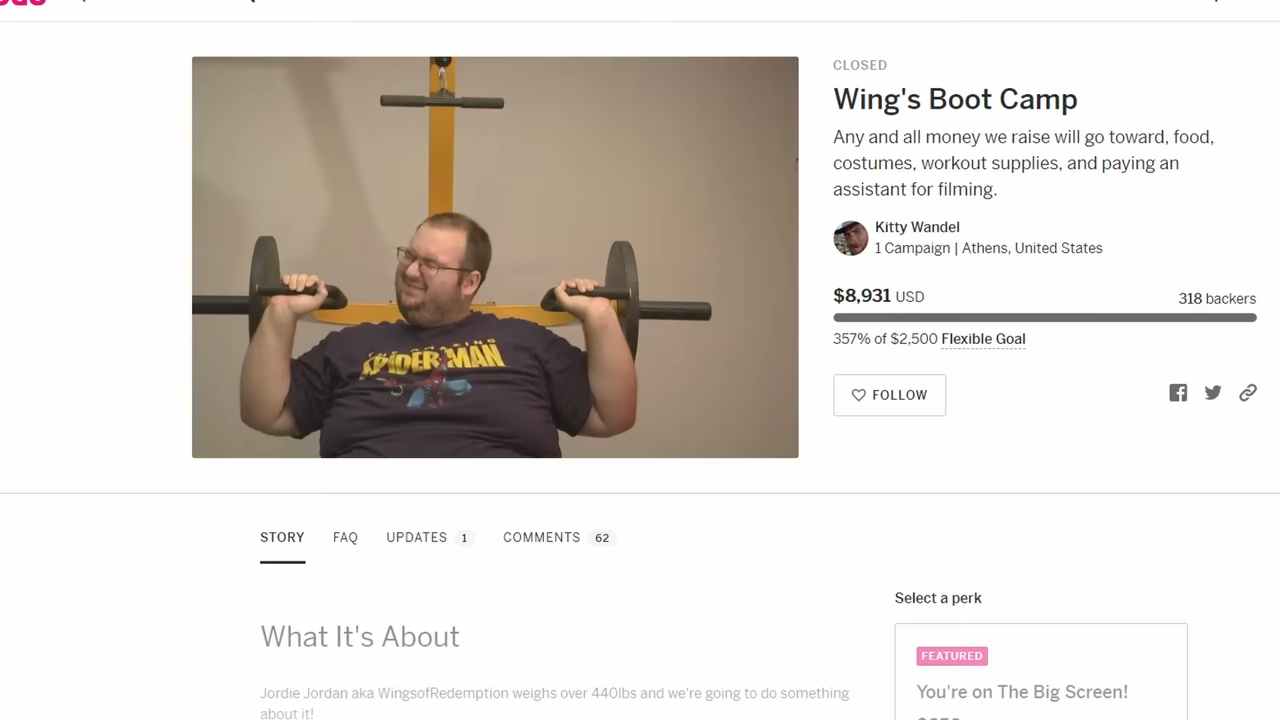 CLOSED
Wing's Boot Camp
Any and all money we raise will go toward, food,
costumes, workout supplies, and paying an
assistant for filming.
Kitty Wandel
1 Campaign | Athens, United States
$8,931 USD
318 backers
357% of $2,500 Flexible Goal
FOLLOW
THE AMAZING
SPIDER-MAN
STORY FAQ UPDATES 1 COMMENTS 62
Select a perk
What It's About
FEATURED
You're on The Big Screen!
Jordie Jordan aka WingsofRedemption weighs over 440lbs and we're going to do something
about it!